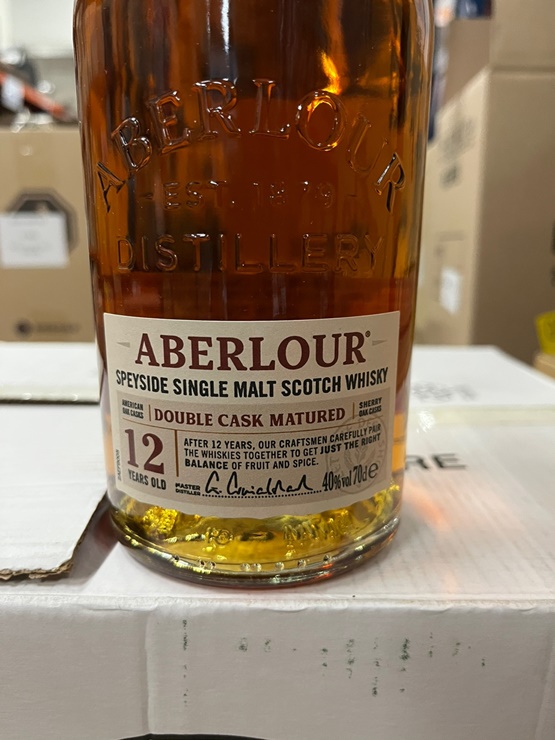 ABERLOUR
EST. 1879
DISTILLERY
ABERLOUR®
SPEYSIDE SINGLE MALT SCOTCH WHISKY
AMERICAN OAK CASKS
DOUBLE CASK MATURED
SHERRY OAK CASKS
12
YEARS OLD
AFTER 12 YEARS, OUR CRAFTSMEN CAREFULLY PAIR
THE WHISKIES TOGETHER TO GET JUST THE RIGHT
BALANCE OF FRUIT AND SPICE.
MASTER DISTILLER
40%vol 70cl e
RE